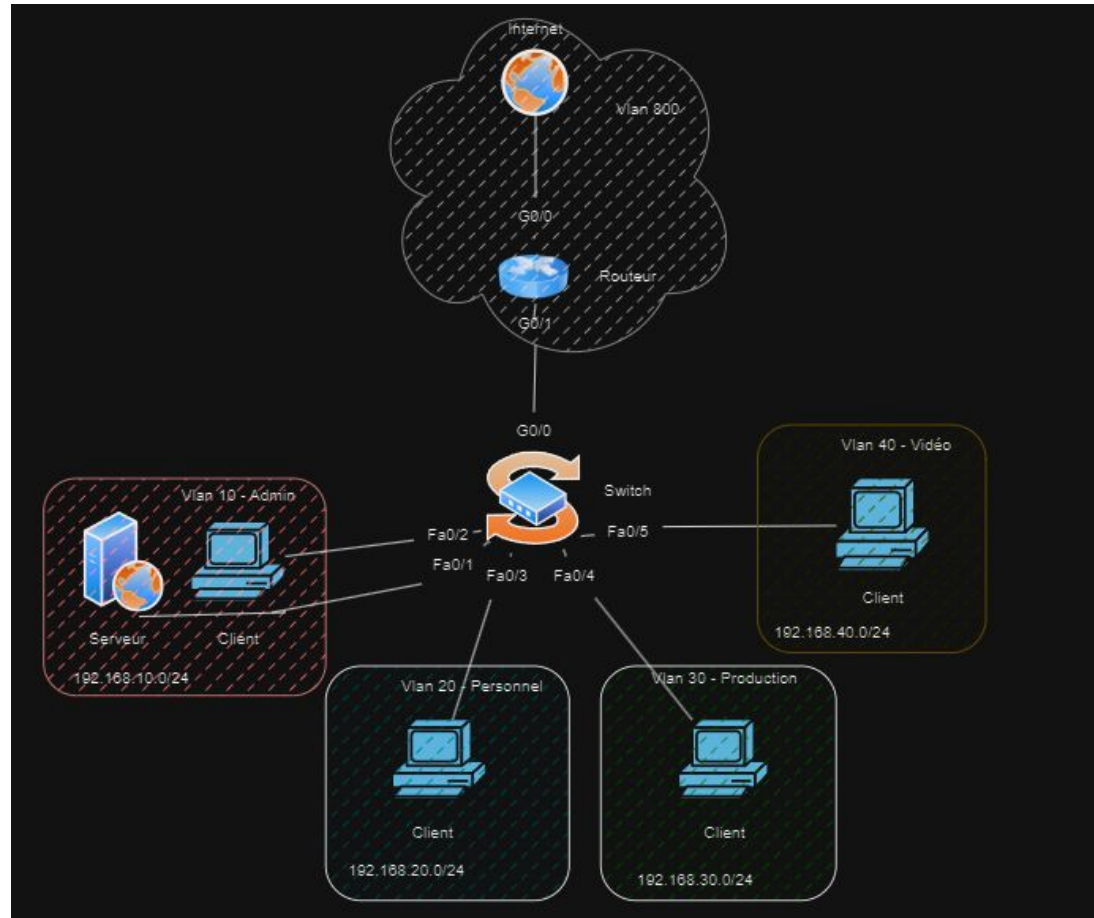 Internet
Vlan 800
G0/0
Routeur
G0/1
G0/0
Switch
Vlan 40 - Vidéo
Vlan 10 - Admin
Fa0/2
Fa0/5
Fa0/1
Fa0/3
Fa0/4
Client
Serveur
Client
192.168.40.0/24
192.168.10.0/24
Vlan 20 - Personnel
Vlan 30 - Production
Client
Client
192.168.20.0/24
192.168.30.0/24